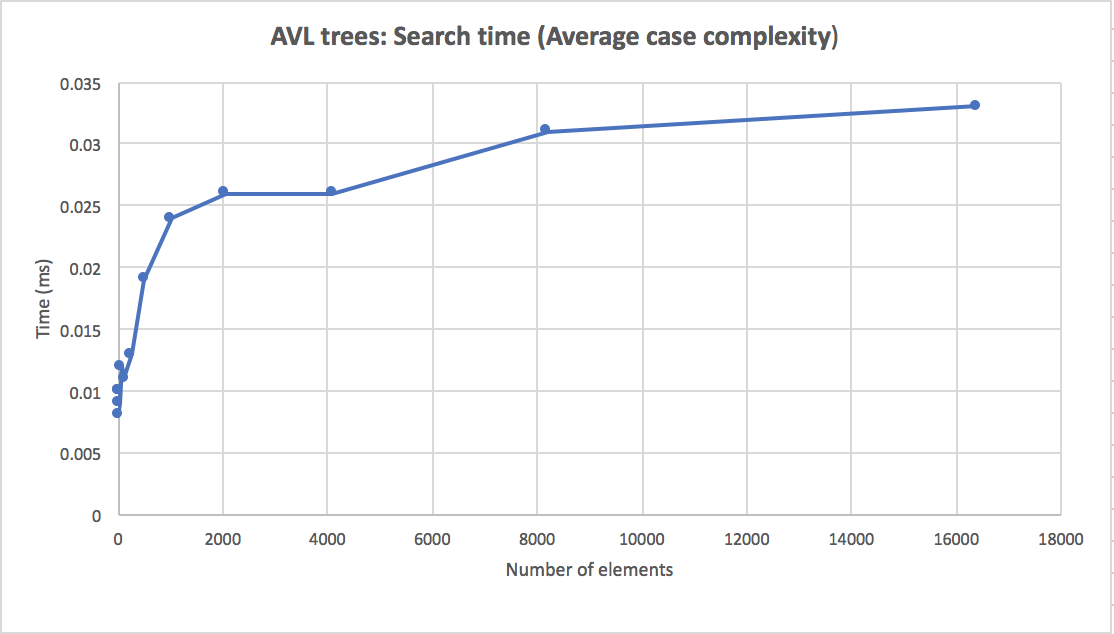 AVL trees: Search time (Average case complexity)
0.035
0.03
0.025
0.02
0.015
0.01
0.005
0
Time (ms)
0 2000 4000 6000 8000 10000 12000 14000 16000 18000
Number of elements